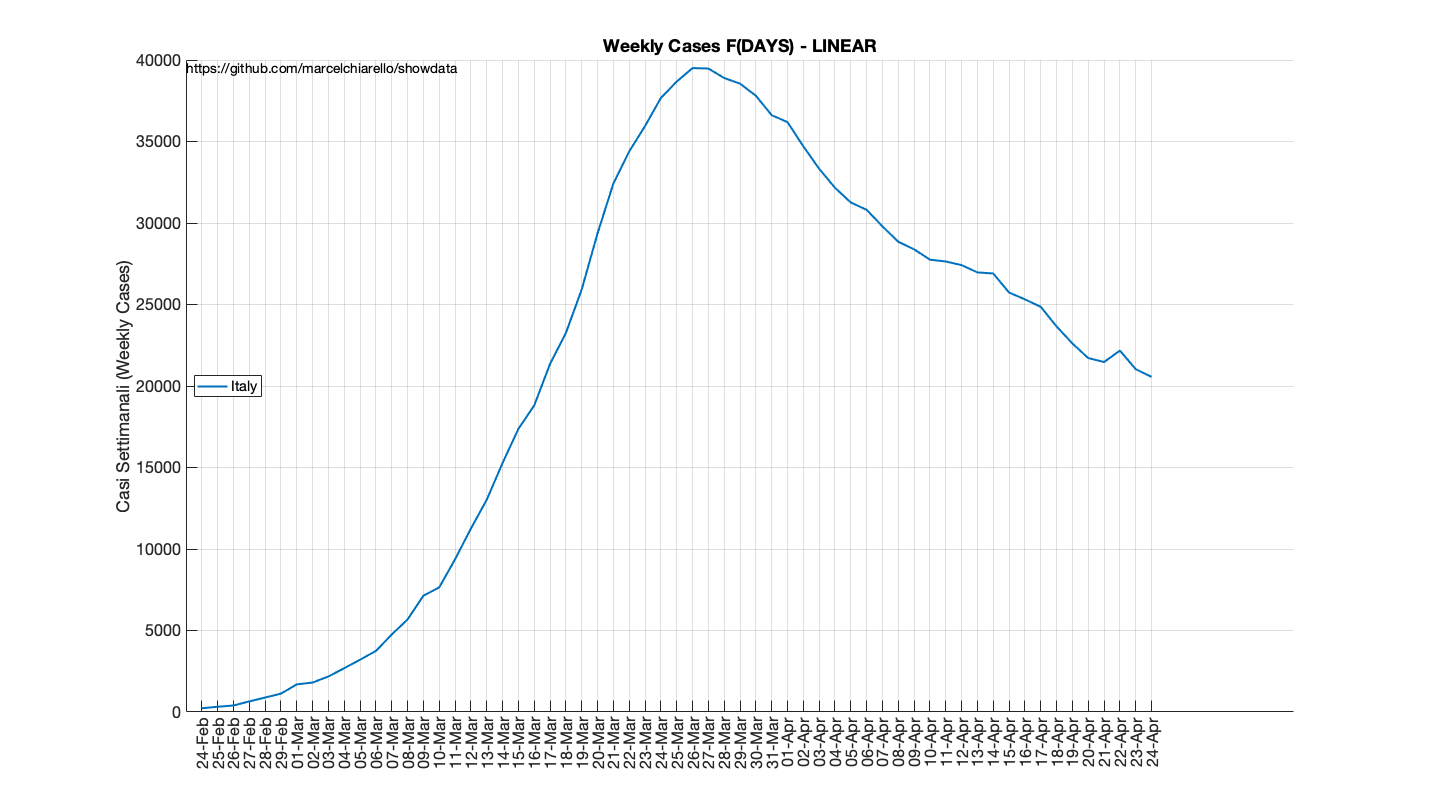 Weekly Cases F(DAYS) - LINEAR
https://github.com/marcelchiarello/showdata
Casi Settimanali (Weekly Cases)
40000
35000
30000
25000
20000
15000
10000
5000
0
Italy
24-Feb
25-Feb
26-Feb
27-Feb
28-Feb
29-Feb
01-Mar
02-Mar
03-Mar
04-Mar
05-Mar
06-Mar
07-Mar
08-Mar
09-Mar
10-Mar
11-Mar
12-Mar
13-Mar
14-Mar
15-Mar
16-Mar
17-Mar
18-Mar
19-Mar
20-Mar
21-Mar
22-Mar
23-Mar
24-Mar
25-Mar
26-Mar
27-Mar
28-Mar
29-Mar
30-Mar
31-Mar
01-Apr
02-Apr
03-Apr
04-Apr
05-Apr
06-Apr
07-Apr
08-Apr
09-Apr
10-Apr
11-Apr
12-Apr
13-Apr
14-Apr
15-Apr
16-Apr
17-Apr
18-Apr
19-Apr
20-Apr
21-Apr
22-Apr
23-Apr
24-Apr